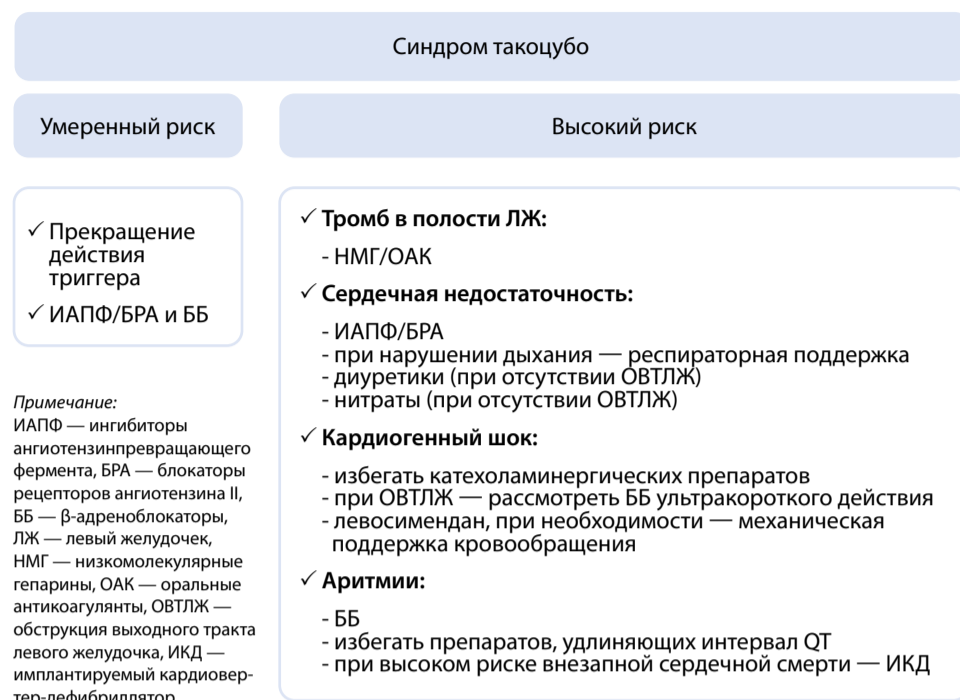 Синдром такоцубо
Умеренный риск
Высокий риск
✓ Прекращение
действия
триггера
✓ ИАПФ/БРА и ББ
Примечание:
ИАПФ — ингибиторы
ангиотензинпревращающего
фермента, БРА — блокаторы
рецепторов ангиотензина II,
ББ — β-адреноблокаторы,
ЛЖ — левый желудочек,
НМГ — низкомолекулярные
гепарины, ОАК — оральные
антикоагулянты, ОВТЛЖ —
обструкция выходного тракта
левого желудочка, ИКД —
имплантируемый кардиовер-
тер-дефибриллятор
✓ Тромб в полости ЛЖ:
- НМГ/ОАК
✓ Сердечная недостаточность:
- ИАПФ/БРА
- при нарушении дыхания — респираторная поддержка
- диуретики (при отсутствии ОВТЛЖ)
- нитраты (при отсутствии ОВТЛЖ)
✓ Кардиогенный шок:
- избегать катехоламинергических препаратов
- при ОВТЛЖ — рассмотреть ББ ультракороткого действия
- левосимендан, при необходимости — механическая
поддержка кровообращения
✓ Аритмии:
- ББ
- избегать препаратов, удлиняющих интервал QT
- при высоком риске внезапной сердечной смерти — ИКД